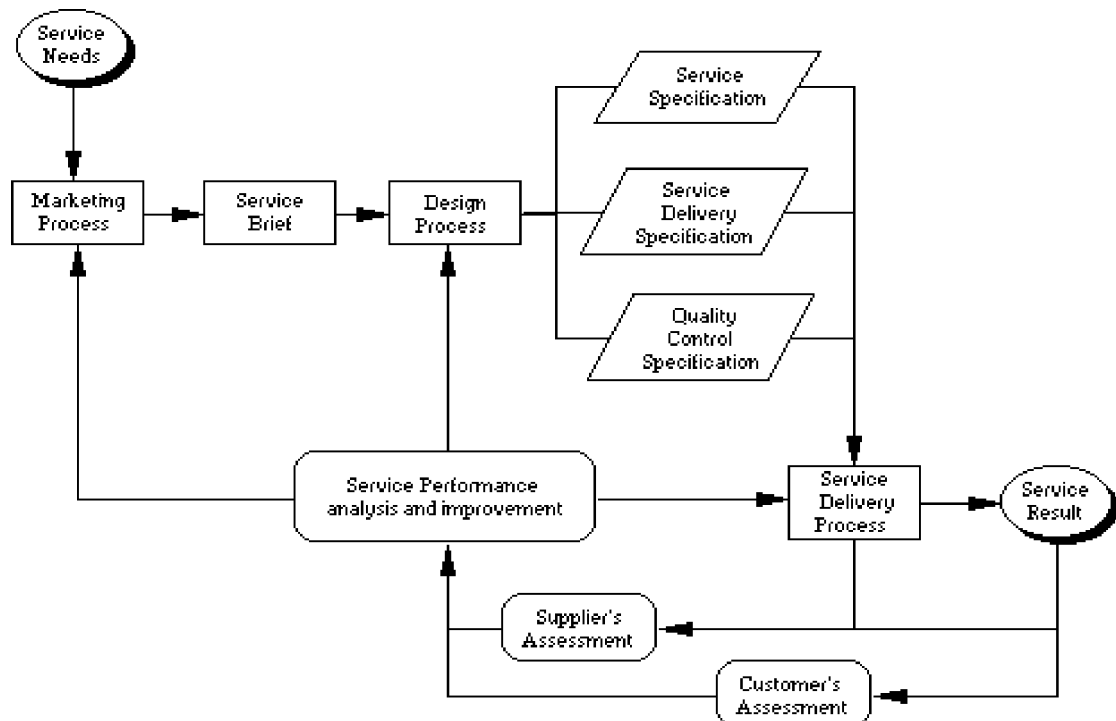 Service
Needs
Marketing
Process
Service
Brief
Design
Process
Service
Specification
Service
Delivery
Specification
Quality
Control
Specification
Service Performance
analysis and improvement
Service
Delivery
Process
Service
Result
Supplier's
Assessment
Customer's
Assessment